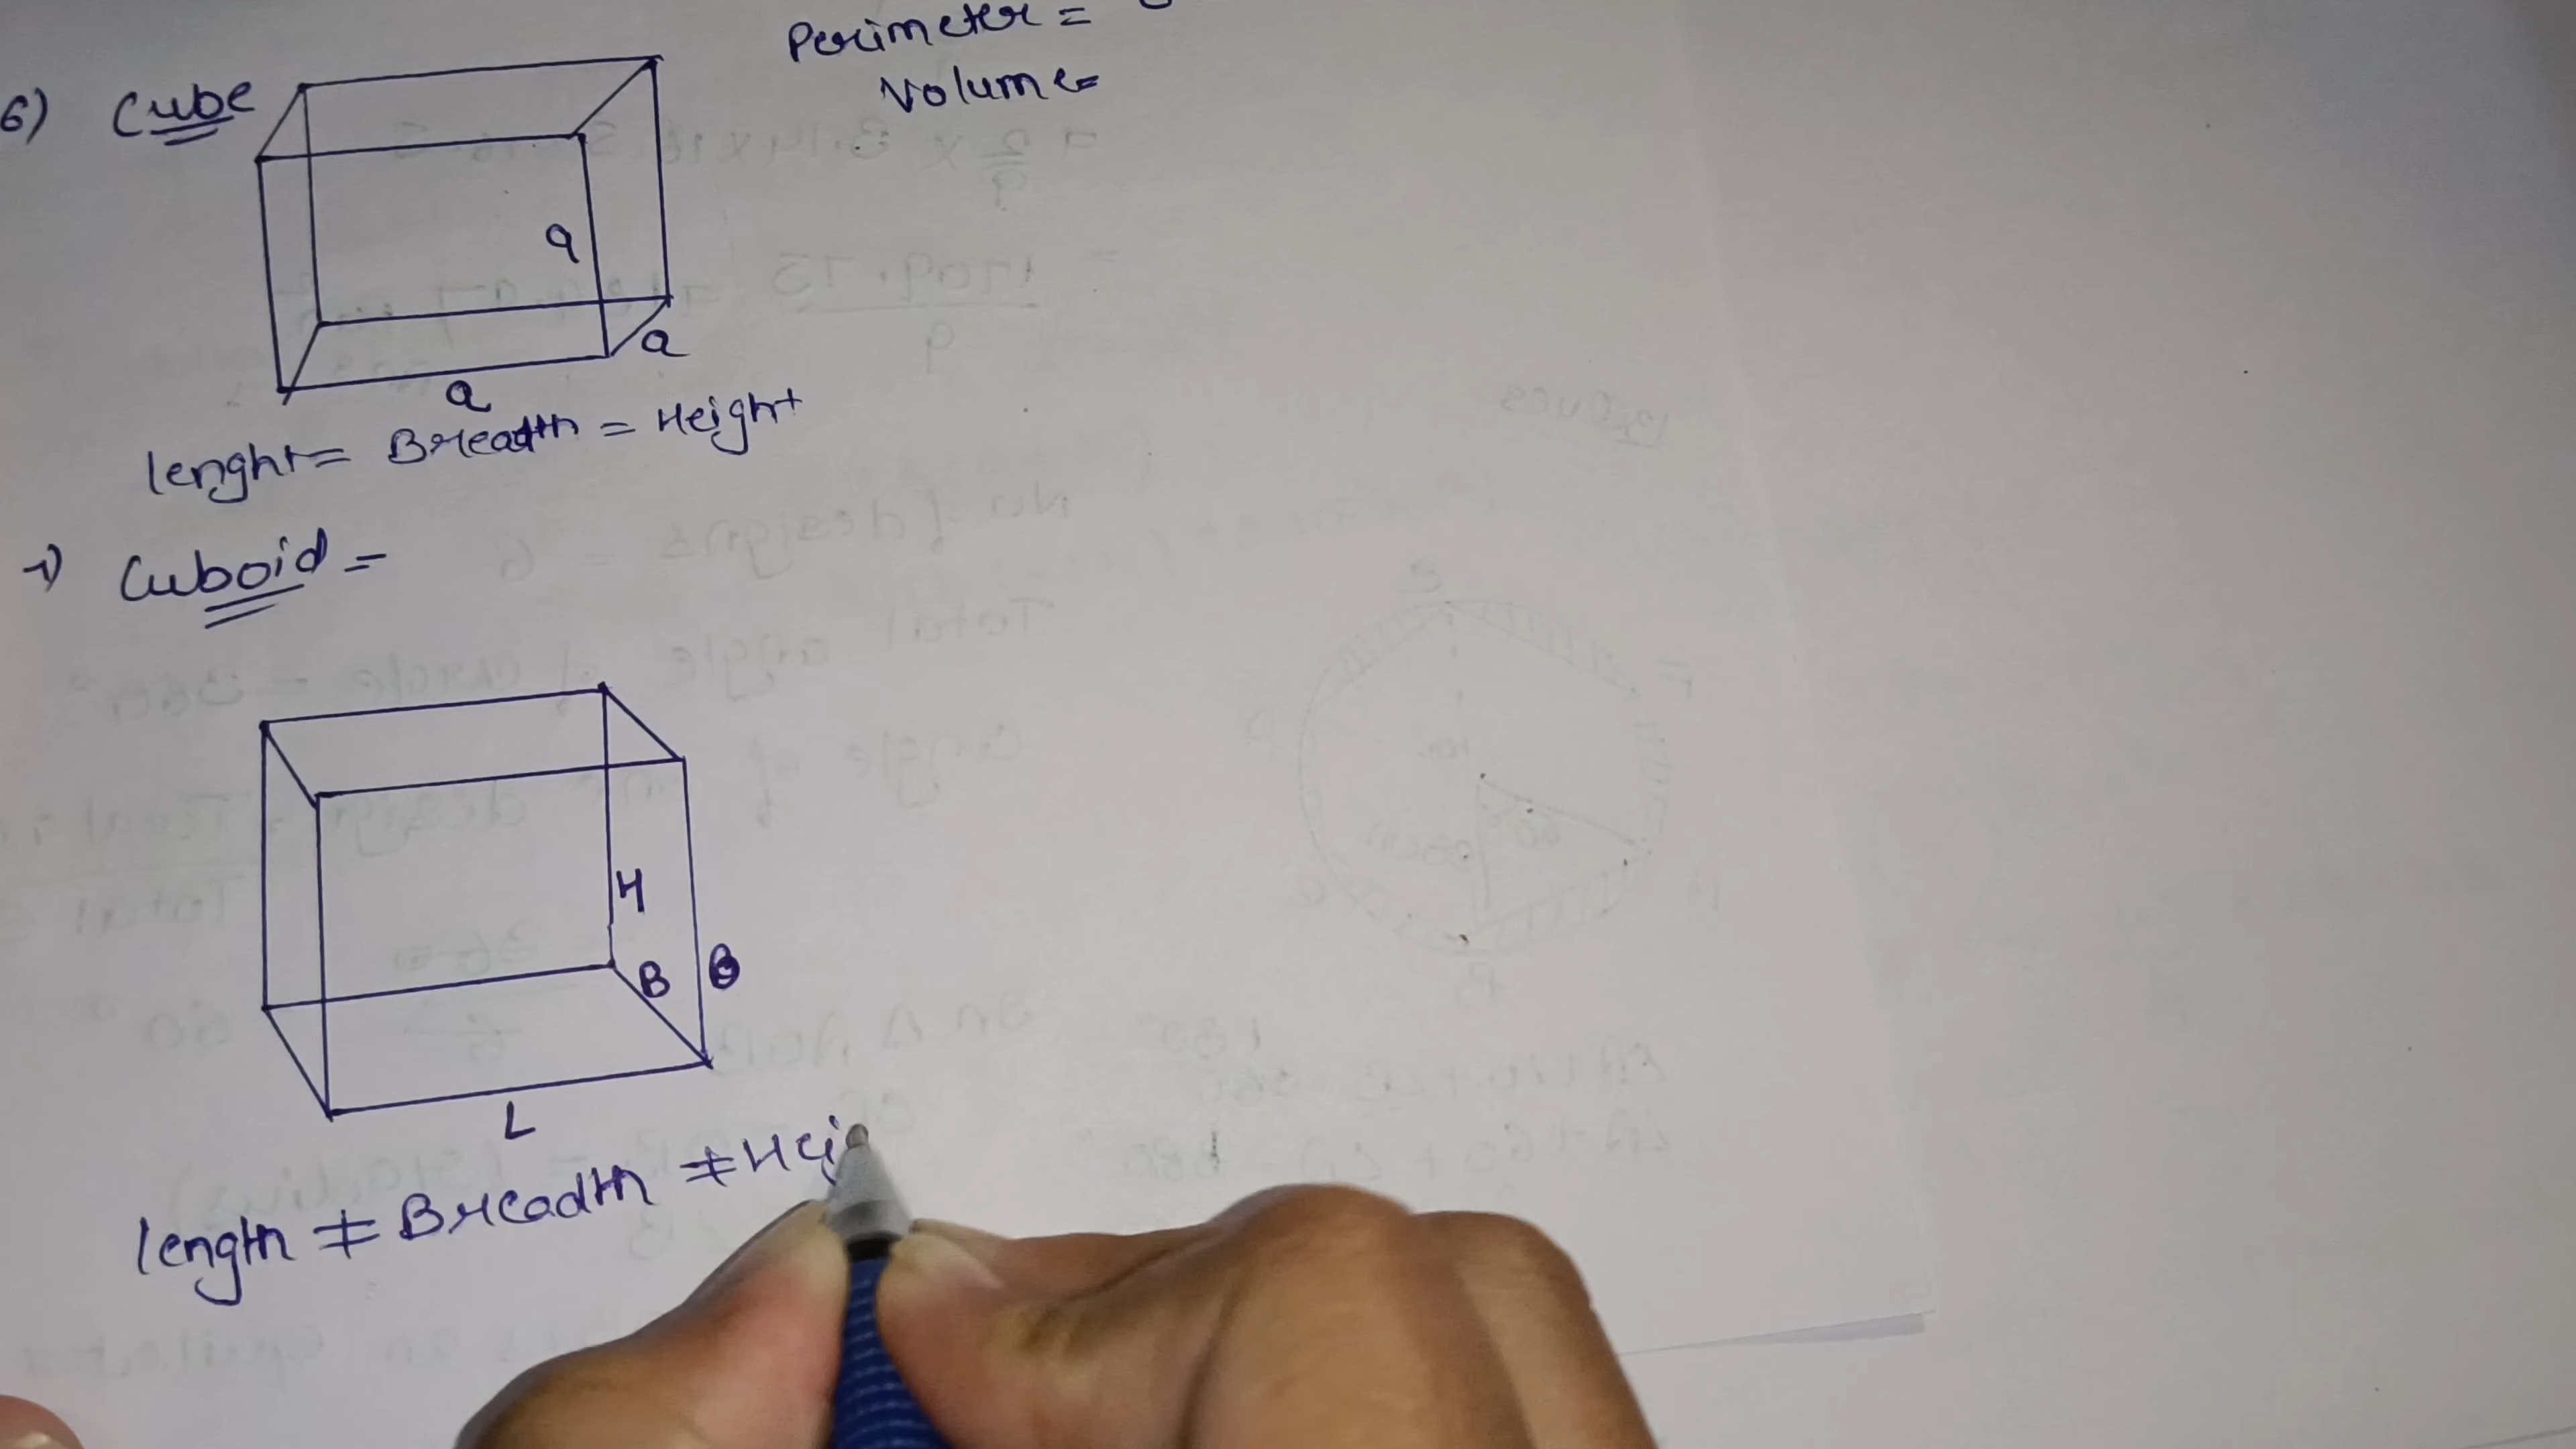 Perimeter =
Volume=
6) Cube
a
a
a
lenght = Breadth = Height
7) Cuboid =
H
B
L
length ≠ Breadth ≠ Hei